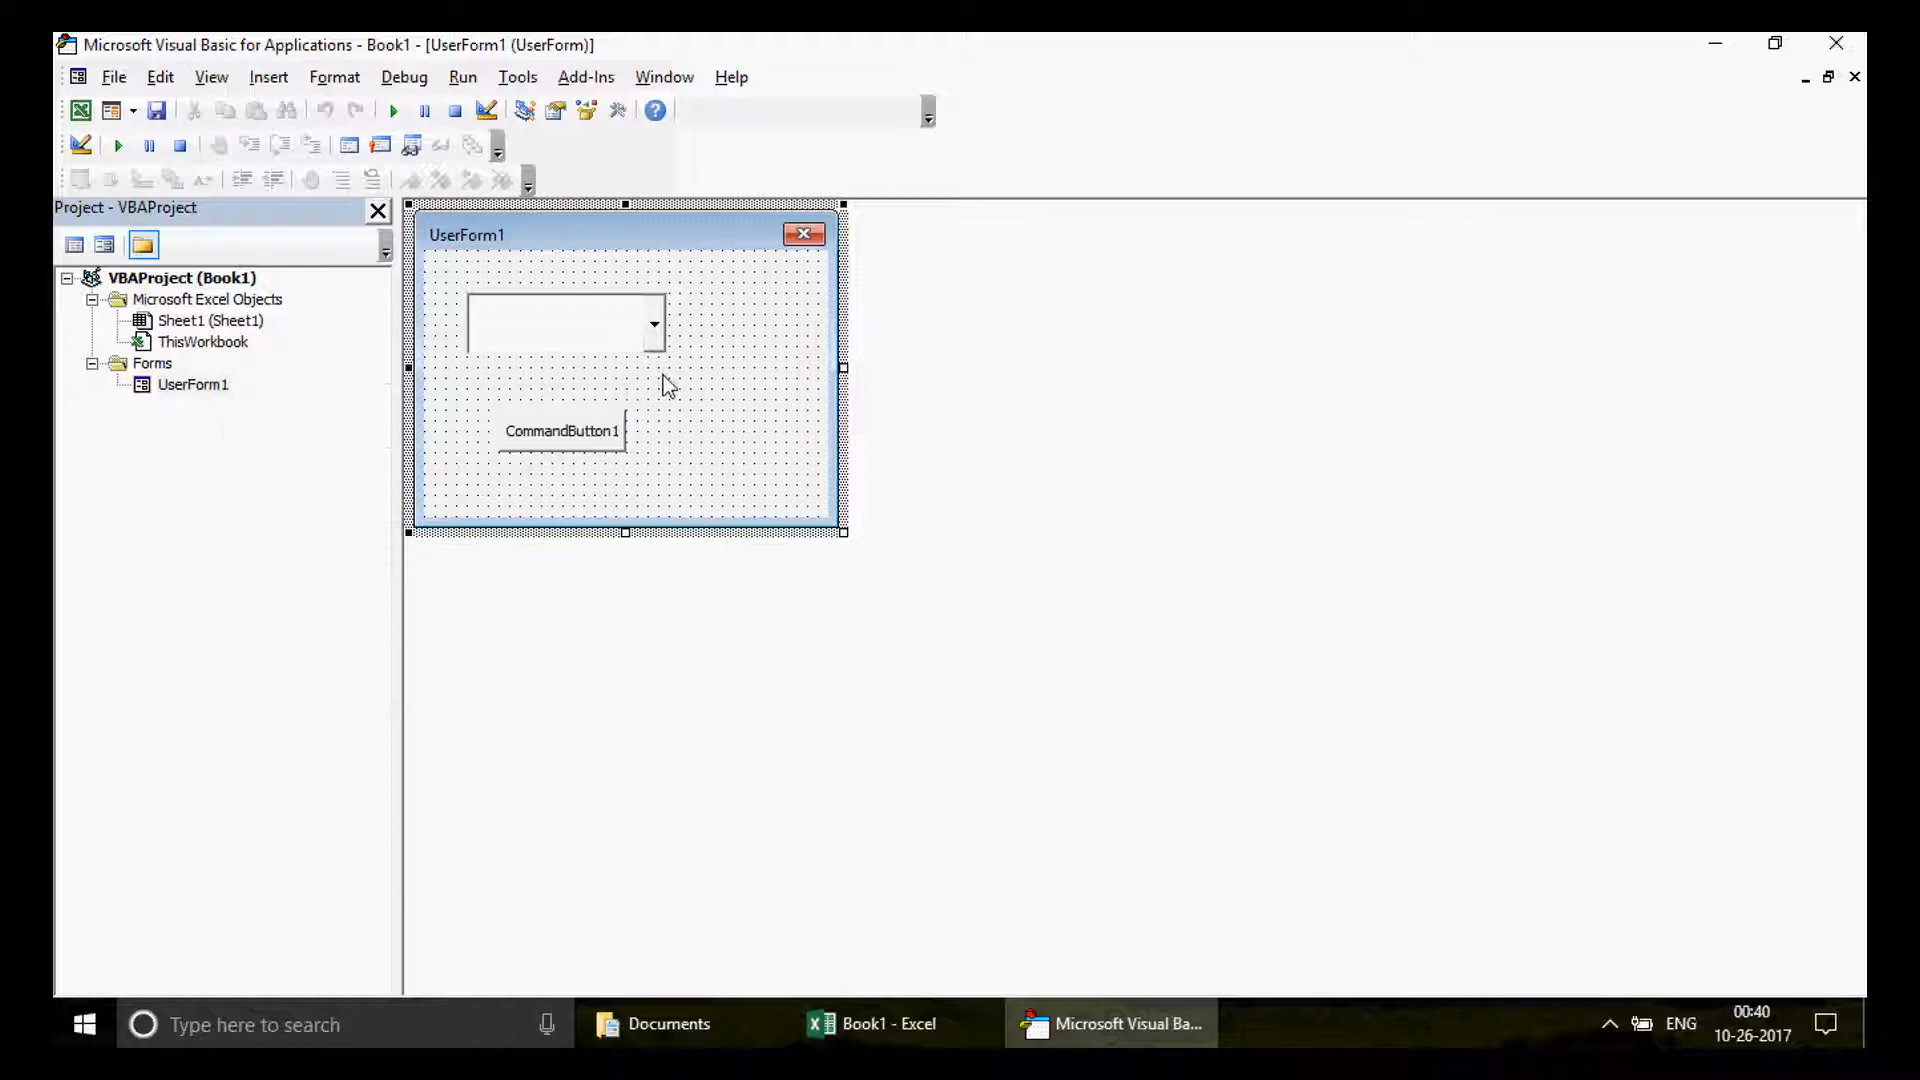 Microsoft Visual Basic for Applications - Book1 - [UserForm1 (UserForm)]
File Edit View Insert Format Debug Run Tools Add-Ins Window Help
Project - VBAProject
VBAProject (Book1)
Microsoft Excel Objects
Sheet1 (Sheet1)
ThisWorkbook
Forms
UserForm1
UserForm1
CommandButton1
Type here to search
Documents
Book1 - Excel
Microsoft Visual Ba...
ENG
00:40
10-26-2017